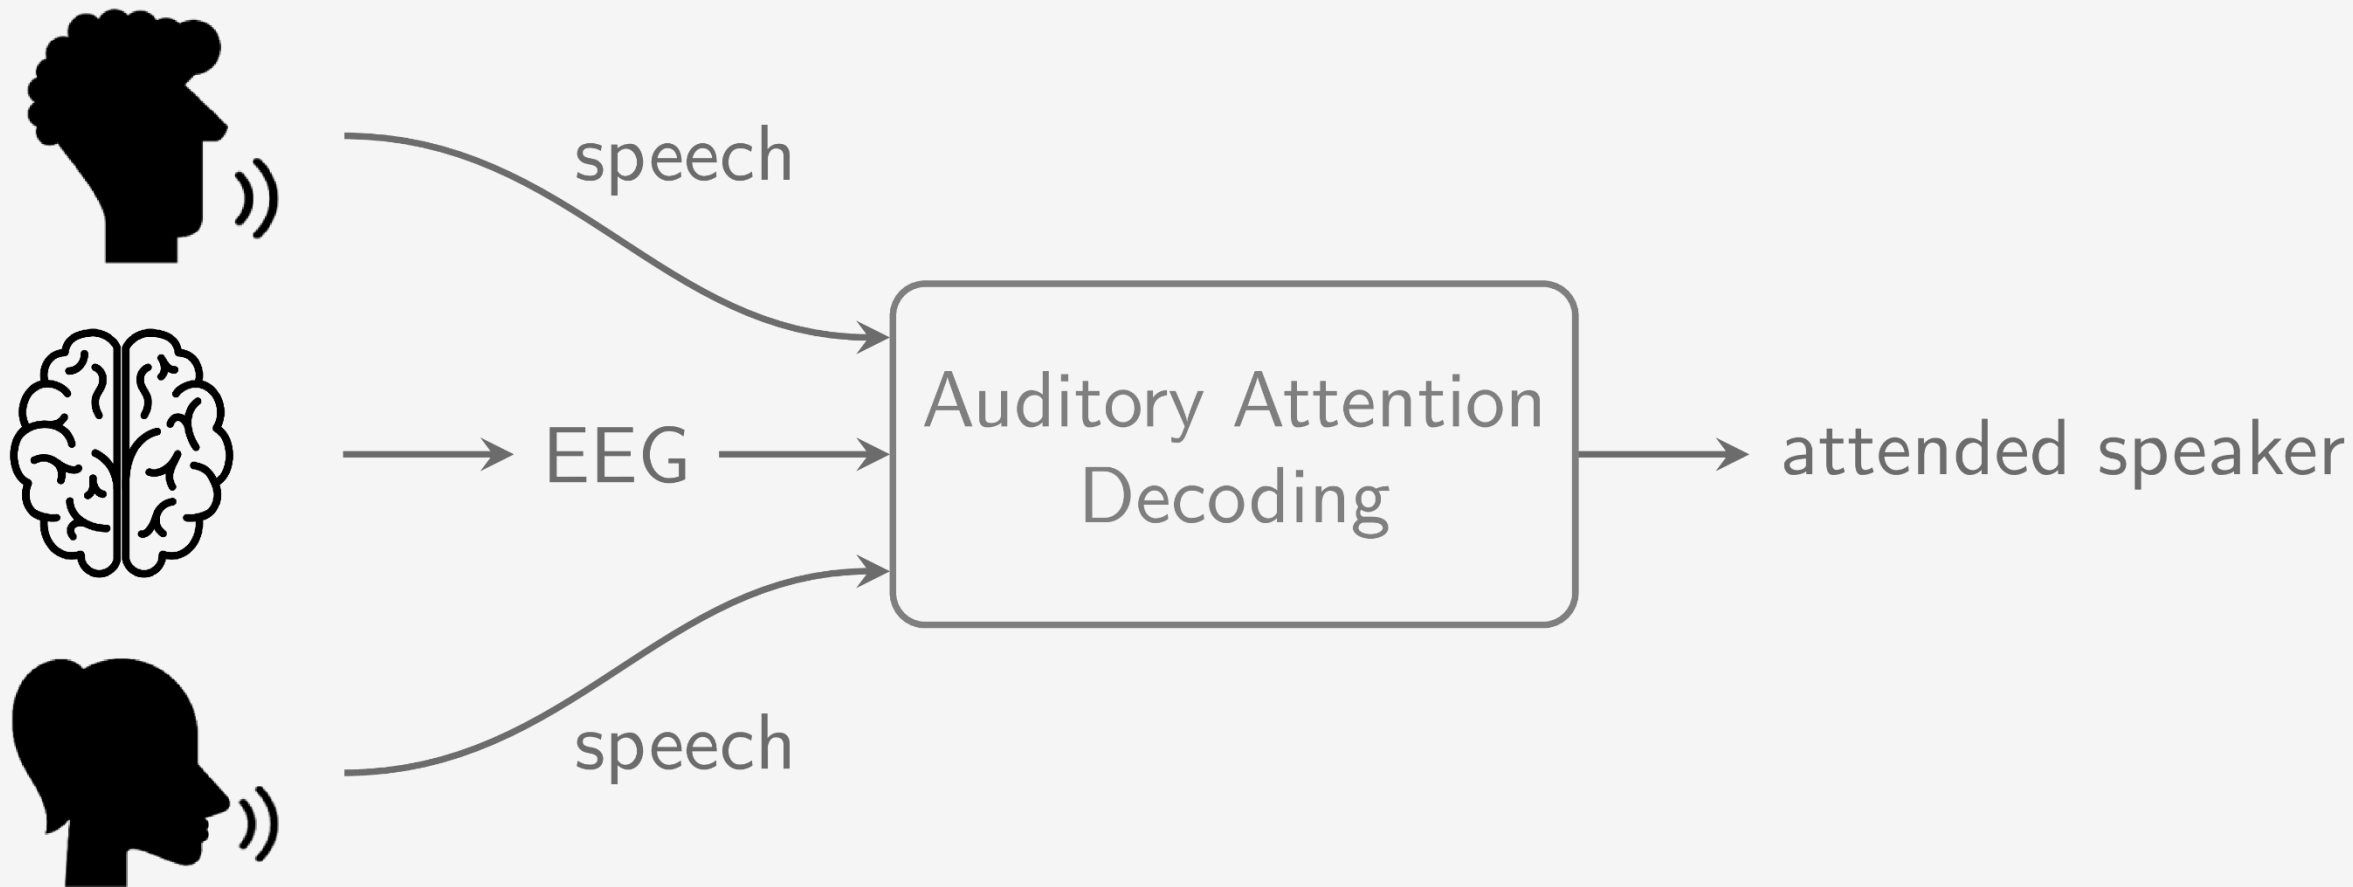 speech
EEG
Auditory Attention
Decoding
attended speaker
speech